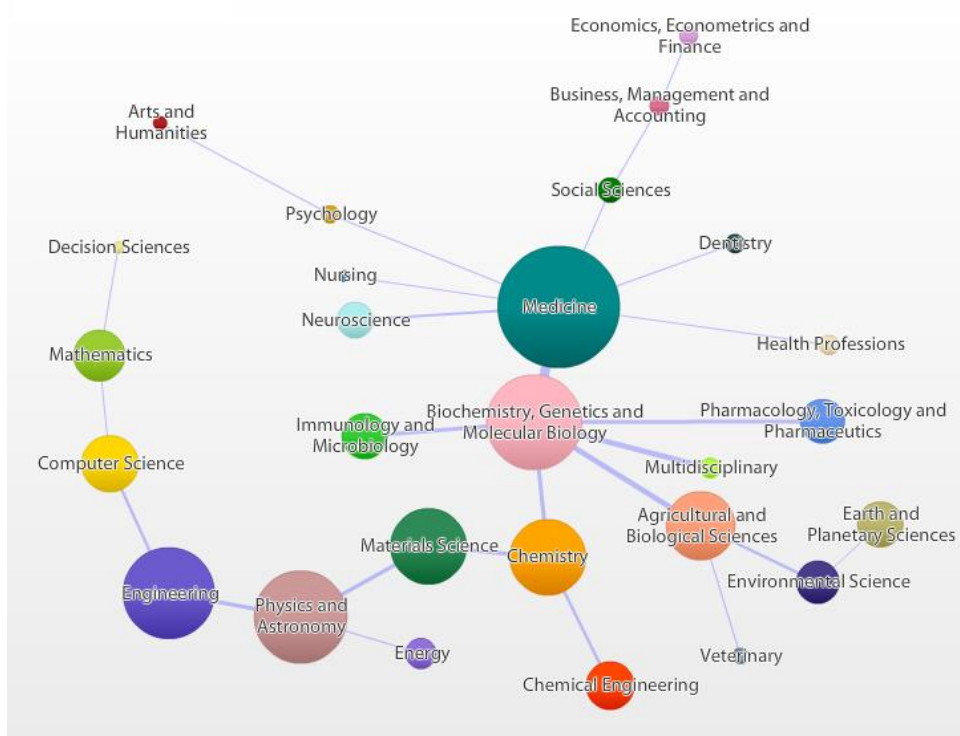 Economics, Econometrics and
Finance
Business, Management and
Accounting
Arts and
Humanities
Social Sciences
Psychology
Dentistry
Decision Sciences
Nursing
Medicine
Neuroscience
Health Professions
Mathematics
Biochemistry, Genetics and
Molecular Biology
Pharmacology, Toxicology and
Pharmaceutics
Immunology and
Microbiology
Computer Science
Multidisciplinary
Agricultural and
Biological Sciences
Earth and
Planetary Sciences
Materials Science
Chemistry
Environmental Science
Engineering
Physics and
Astronomy
Energy
Veterinary
Chemical Engineering